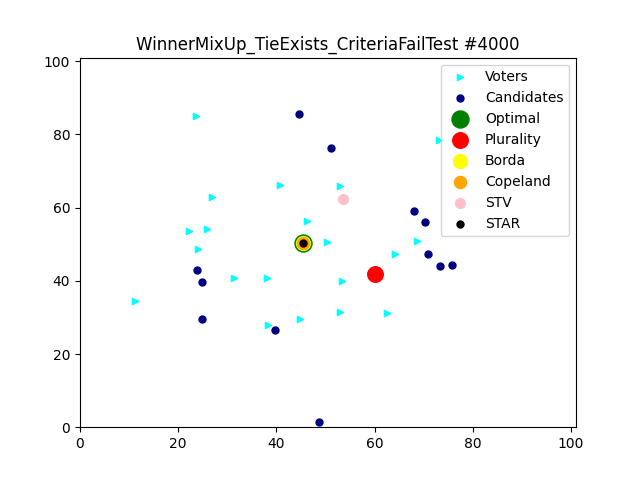 WinnerMixUp_TieExists_CriteriaFailTest #4000
100
80
60
40
20
0
0 20 40 60 80 100
Voters
Candidates
Optimal
Plurality
Borda
Copeland
STV
STAR